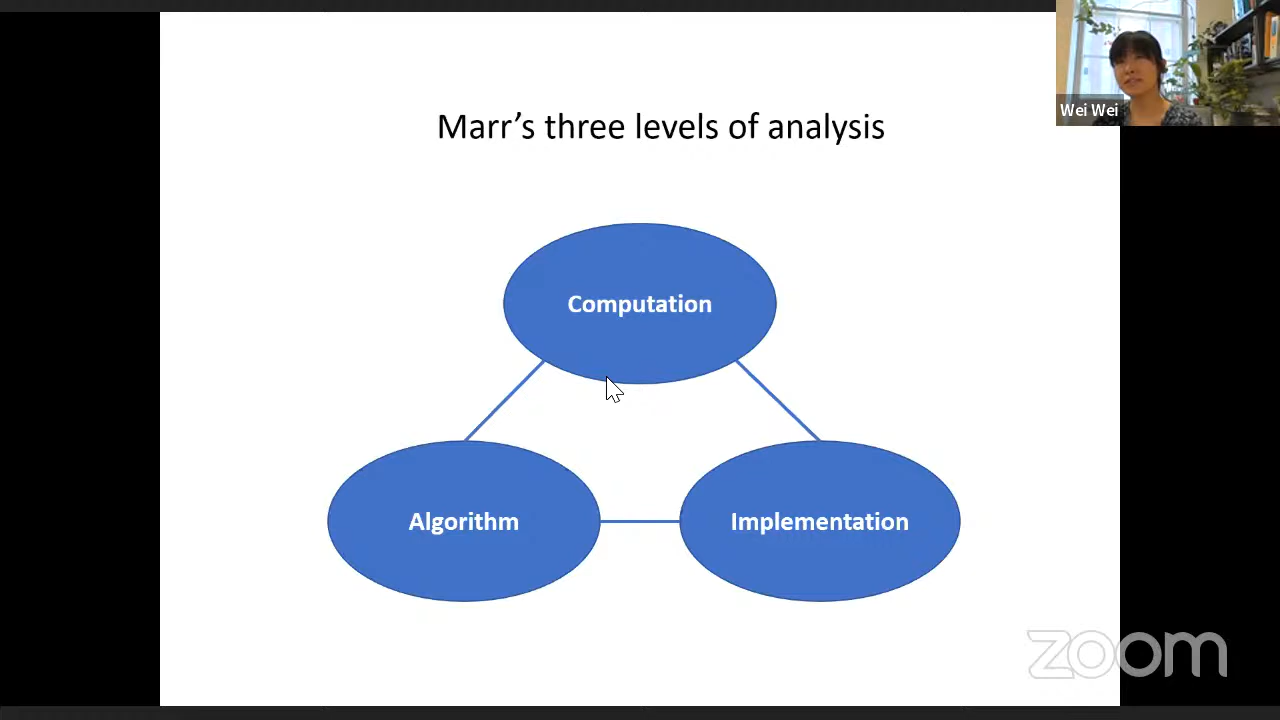 Marr's three levels of analysis
Wei Wei
Computation
Algorithm
Implementation
zoom